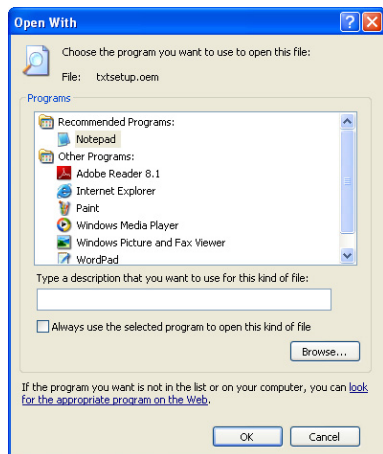 Open With
Choose the program you want to use to open this file:
File: txtsetup.oem
Programs
Recommended Programs:
Notepad
Other Programs:
Adobe Reader 8.1
Internet Explorer
Paint
Windows Media Player
Windows Picture and Fax Viewer
WordPad
Type a description that you want to use for this kind of file:
Always use the selected program to open this kind of file
Browse...
If the program you want is not in the list or on your computer, you can look
for the appropriate program on the Web.
OK Cancel